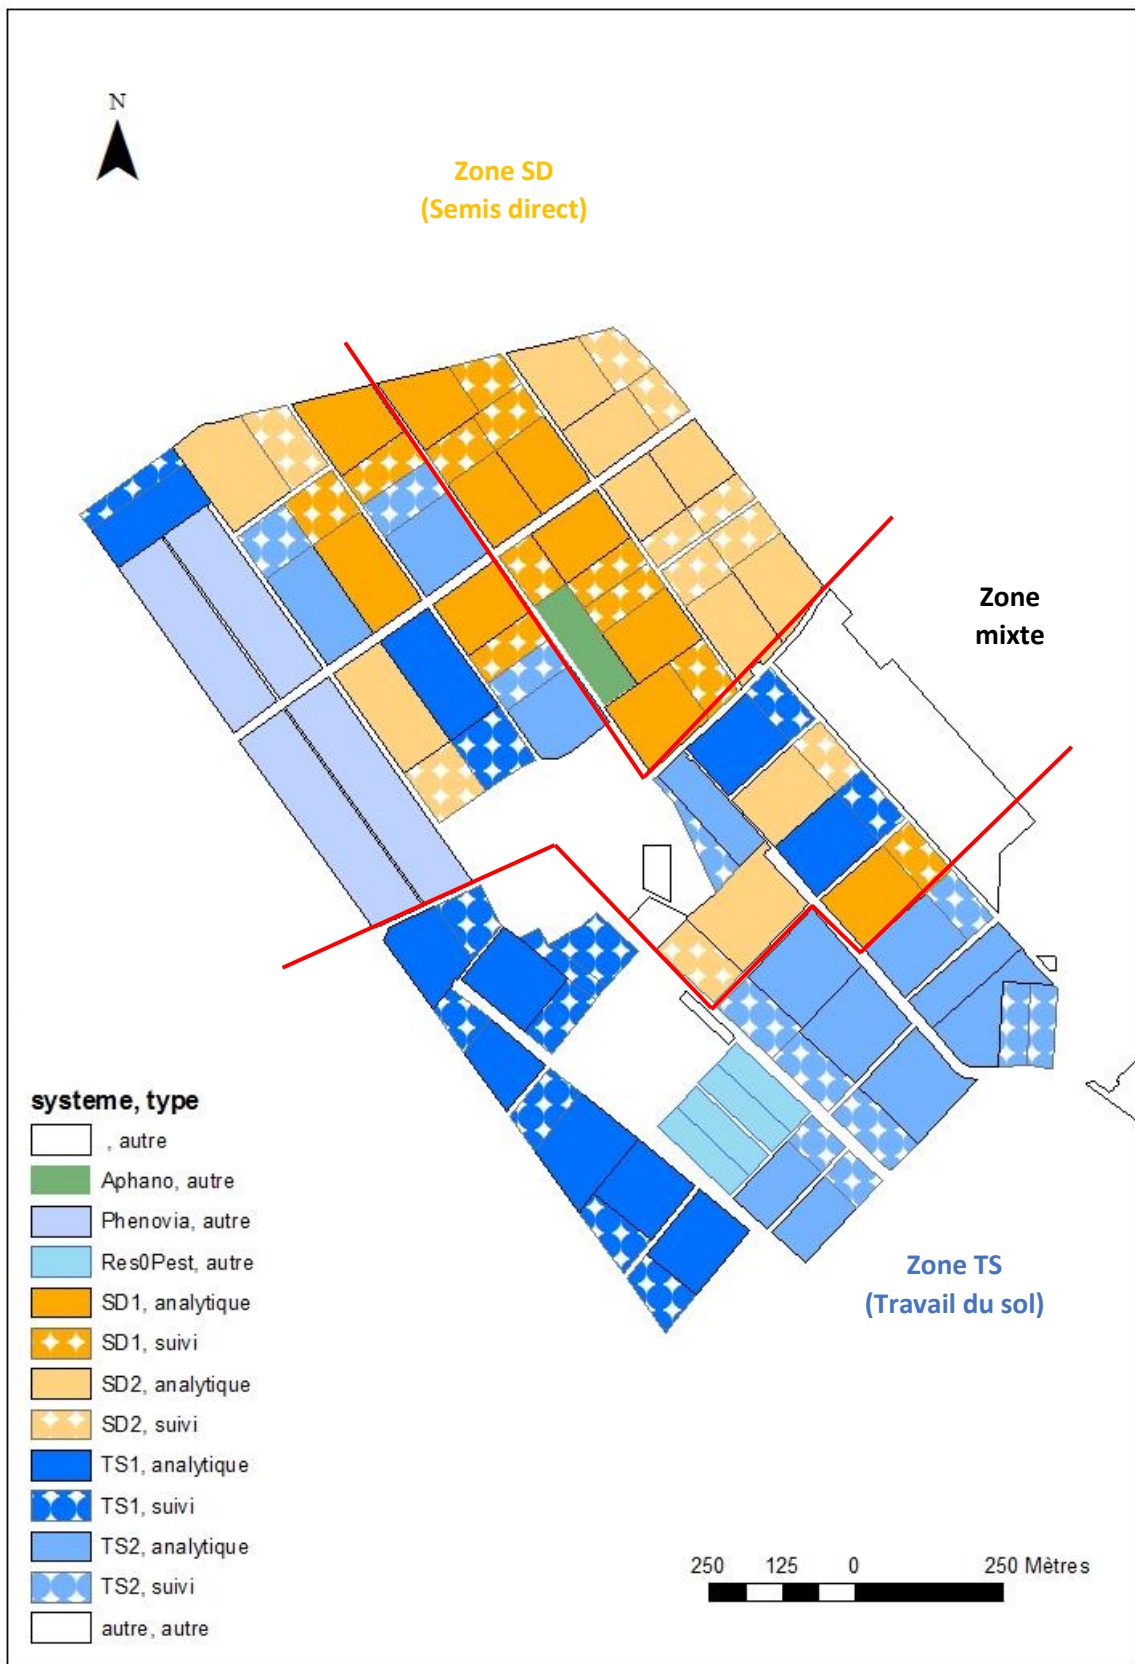 N
Zone SD
(Semis direct)
Zone
mixte
systeme, type
, autre
Aphano, autre
Phenovia, autre
Res0Pest, autre
SD1, analytique
SD1, suivi
SD2, analytique
SD2, suivi
TS1, analytique
TS1, suivi
TS2, analytique
TS2, suivi
autre, autre
Zone TS
(Travail du sol)
250 125 0 250 Mètres